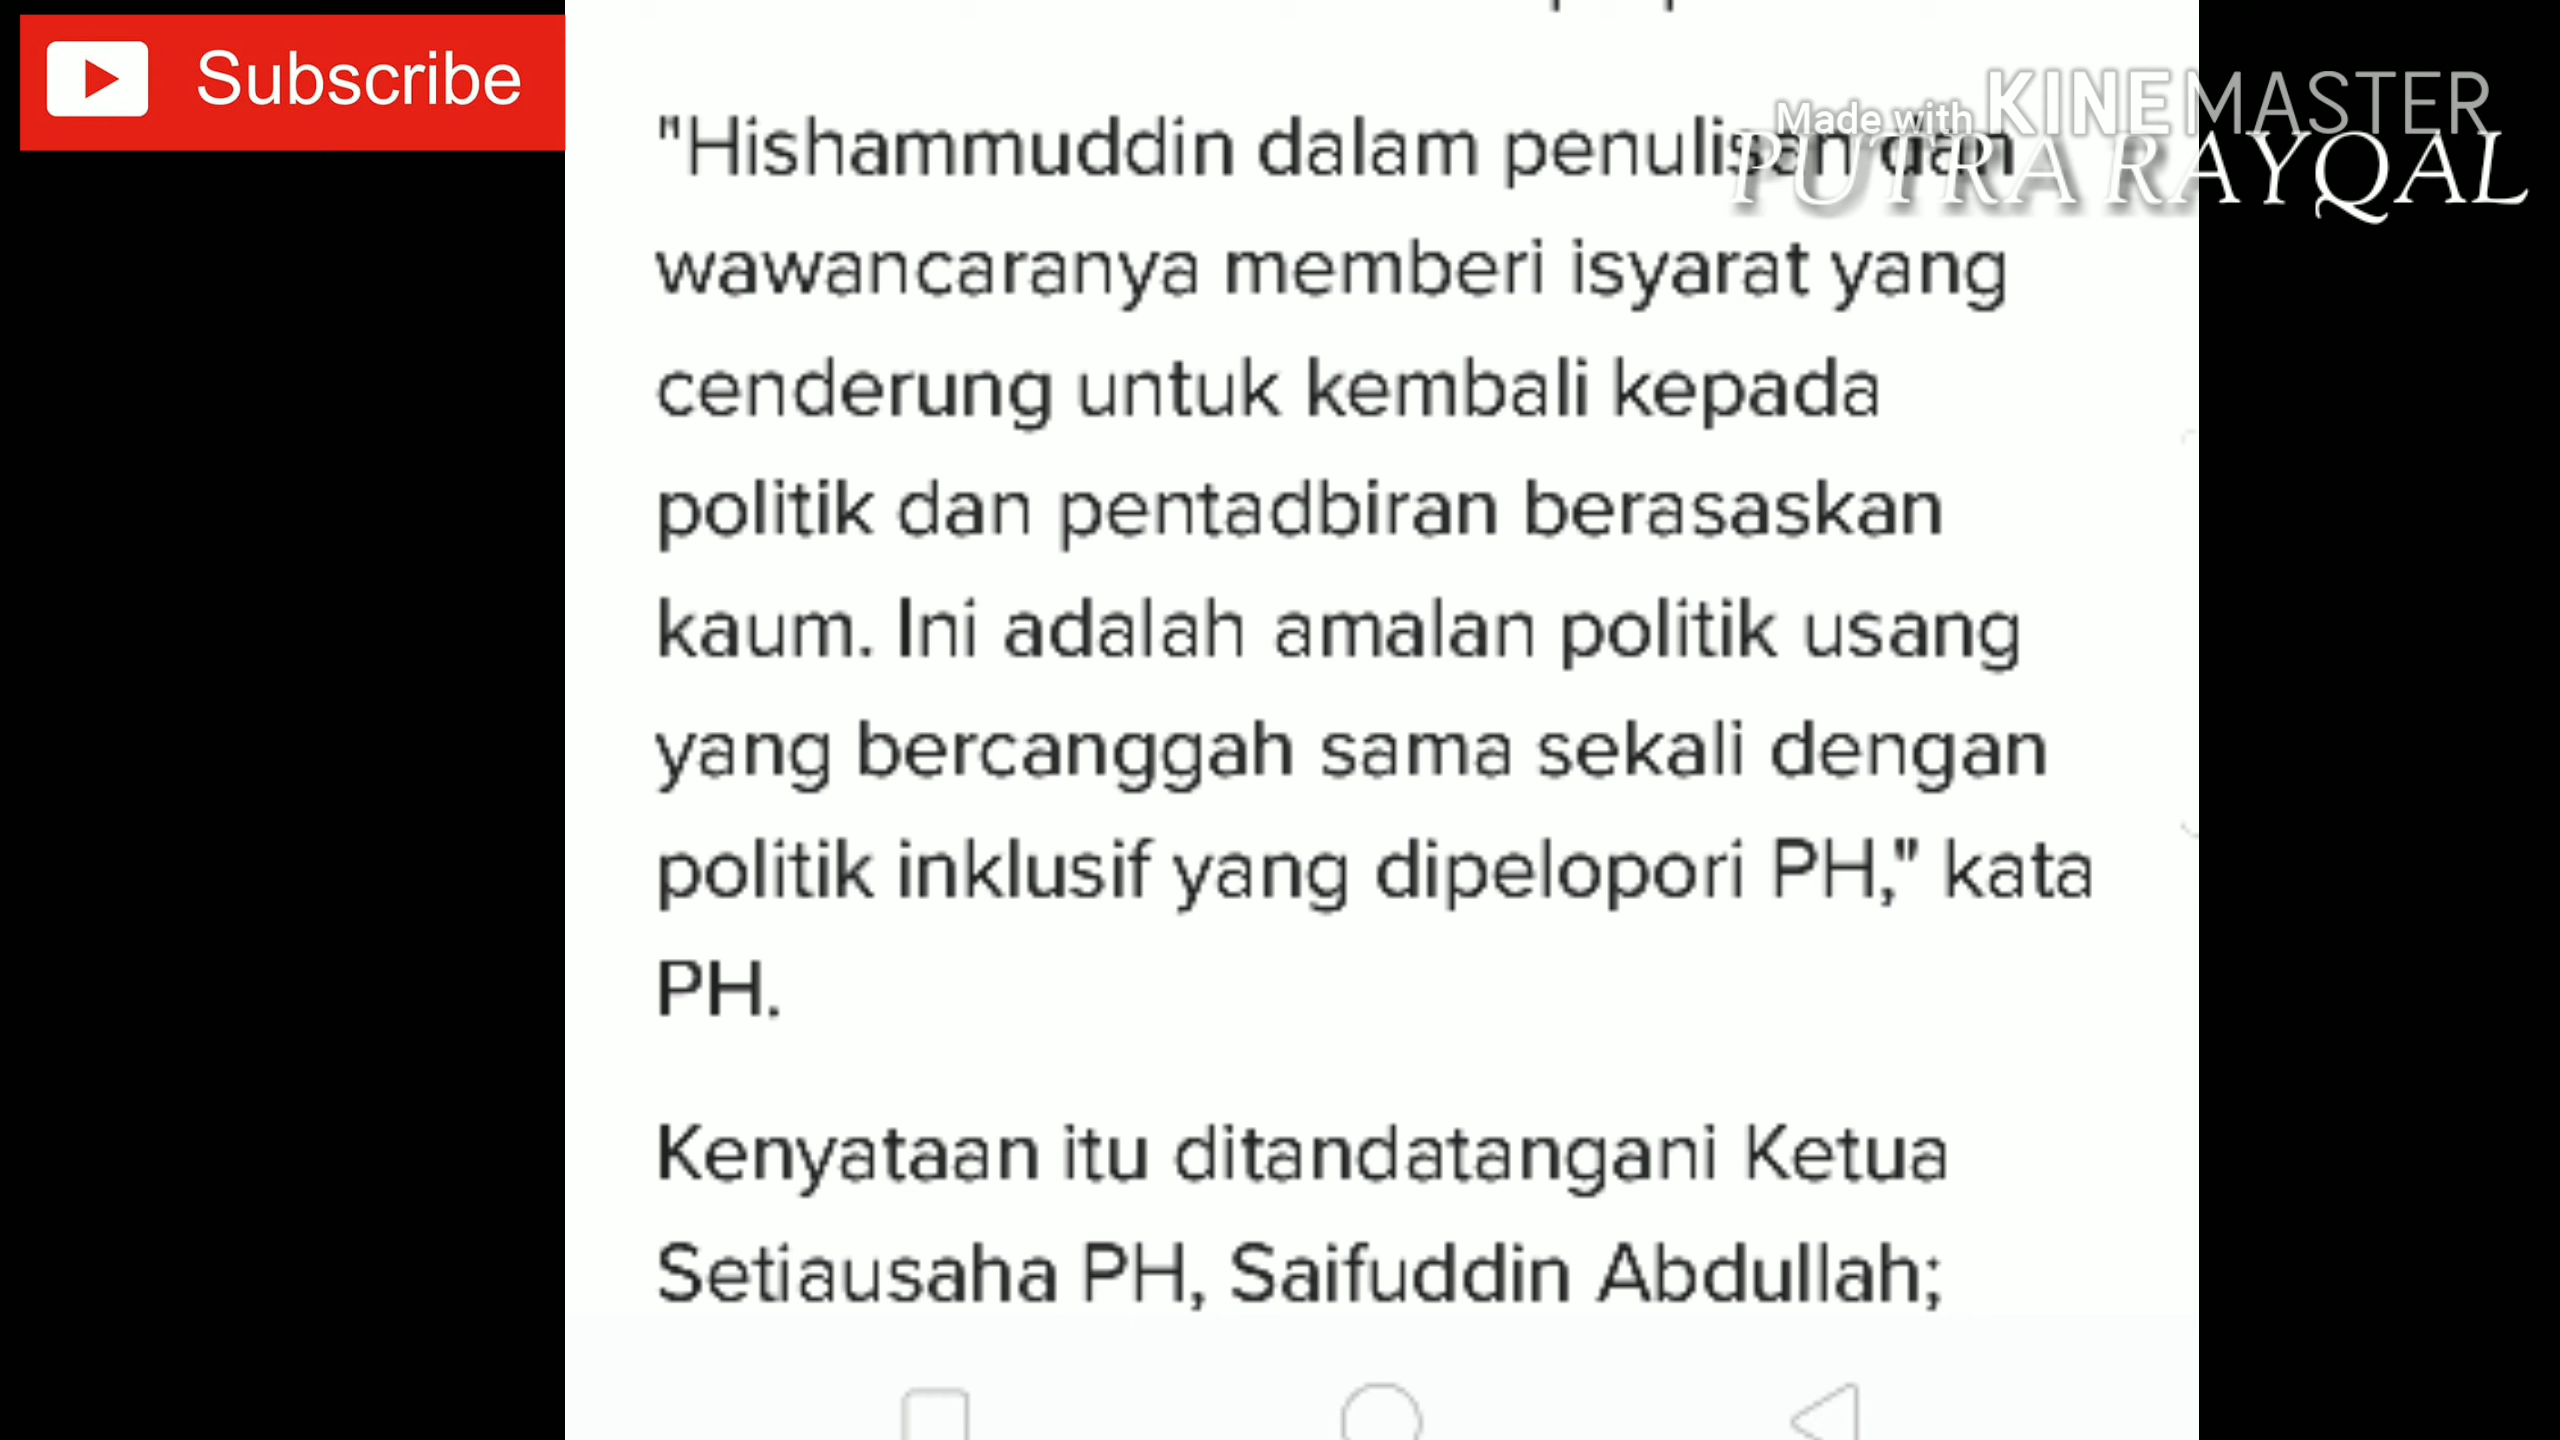 Subscribe
Made with KINEMASTER
PUTRA RAYQAL
"Hishammuddin dalam penulisan dan
wawancaranya memberi isyarat yang
cenderung untuk kembali kepada
politik dan pentadbiran berasaskan
kaum. Ini adalah amalan politik usang
yang bercanggah sama sekali dengan
politik inklusif yang dipelopori PH," kata
PH.
Kenyataan itu ditandatangani Ketua
Setiausaha PH, Saifuddin Abdullah;